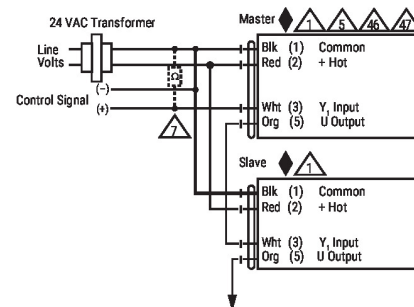 24 VAC Transformer
Master 1 5 46 47
Line
Volts
Blk (1) Common
Red (2) + Hot
(–)
Control Signal
(+)
Ω
7
Wht (3) Y, Input
Org (5) U Output
Slave 1
Blk (1) Common
Red (2) + Hot
Wht (3) Y, Input
Org (5) U Output